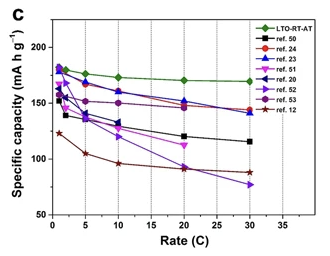 C
Specific capacity (mA h g⁻¹)
200
150
100
50
0
5
10
15
20
25
30
35
Rate (C)
LTO-RT-AT
ref. 50
ref. 24
ref. 23
ref. 51
ref. 20
ref. 52
ref. 53
ref. 12